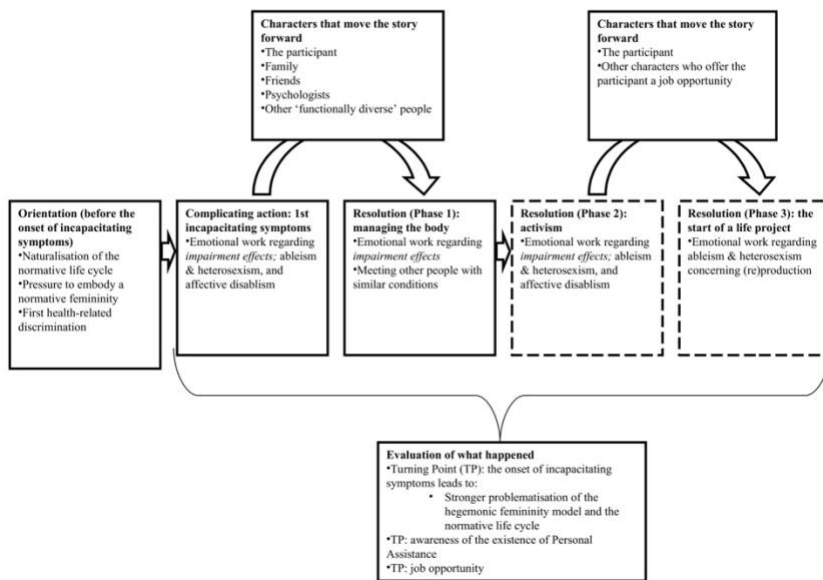 Characters that move the story
forward
•The participant
•Family
•Friends
•Psychologists
•Other ‘functionally diverse’ people
Characters that move the story
forward
•The participant
•Other characters who offer the
participant a job opportunity
Orientation (before the
onset of incapacitating
symptoms)
•Naturalisation of the
normative life cycle
•Pressure to embody a
normative femininity
•First health-related
discrimination
Complicating action: 1st
incapacitating symptoms
•Emotional work regarding
impairment effects; ableism
& heterosexism, and
affective disablism
Resolution (Phase 1):
managing the body
•Emotional work regarding
impairment effects
•Meeting other people with
similar conditions
Resolution (Phase 2):
activism
•Emotional work regarding
impairment effects; ableism
& heterosexism, and
affective disablism
Resolution (Phase 3): the
start of a life project
•Emotional work regarding
ableism & heterosexism
concerning (re)production
Evaluation of what happened
•Turning Point (TP): the onset of incapacitating
symptoms leads to:
• Stronger problematisation of the
hegemonic femininity model and the
normative life cycle
•TP: awareness of the existence of Personal
Assistance
•TP: job opportunity